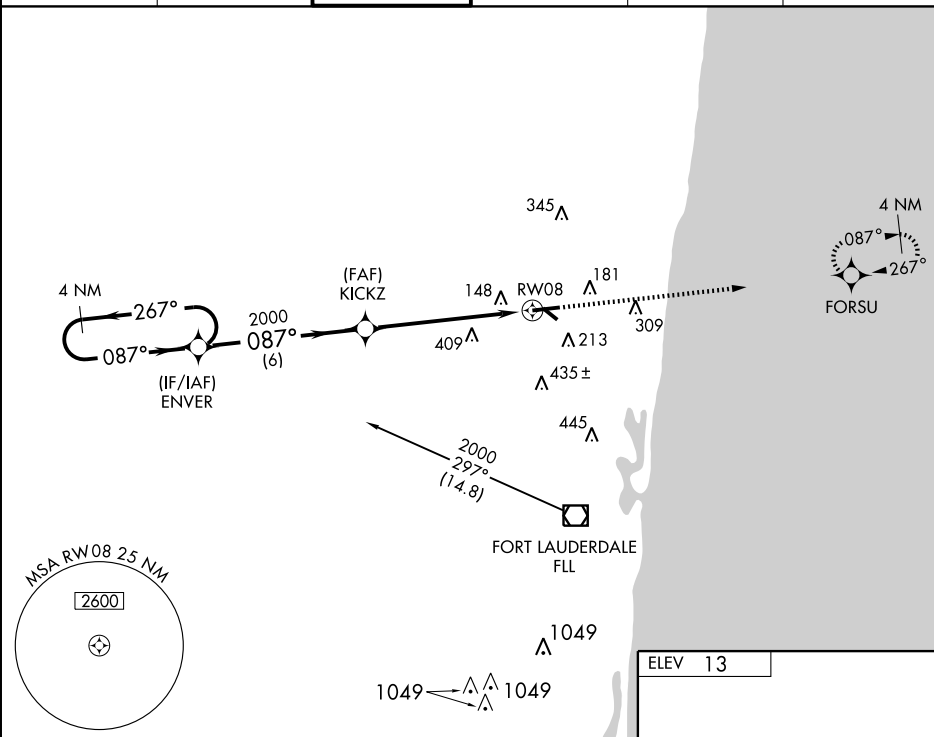 4 NM
345
087°
267°
FORSU
(FAF)
KICKZ
148
RW08
181
4 NM
267°
2000
087°
(6)
087°
409
213
309
(IF/IAF)
ENVER
435 ±
445
2000
297°
(14.8)
FORT LAUDERDALE
FLL
MSA RW08 25 NM
2600
1049
1049
1049
ELEV 13